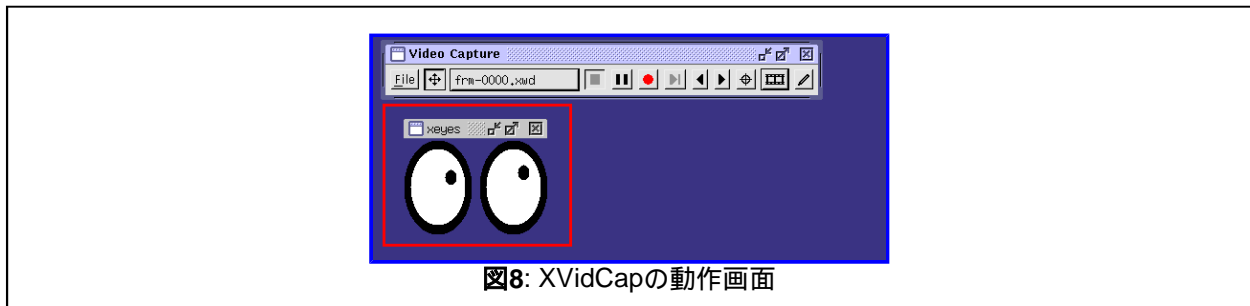 Video Capture
File frm-0000.xwd
xeyes
図8: XVidCapの動作画面